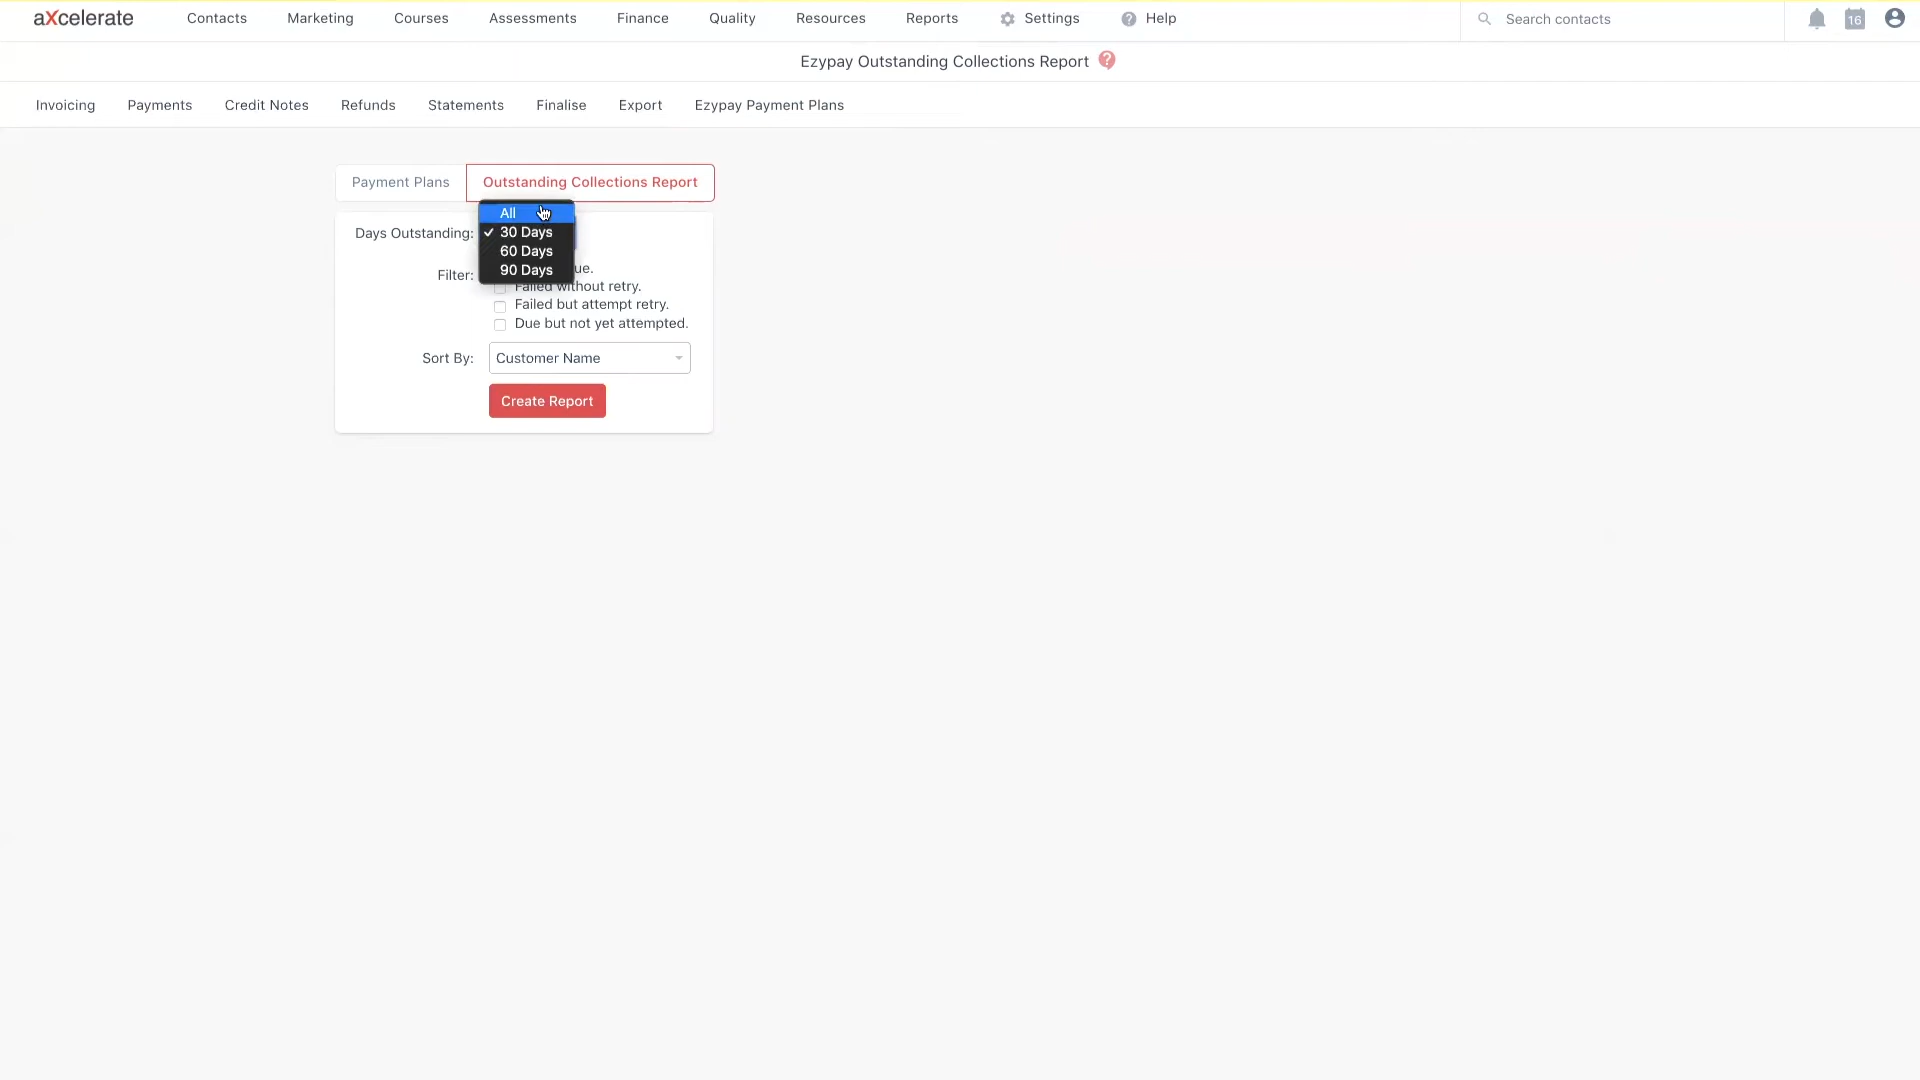 aXcelerate Contacts Marketing Courses Assessments Finance Quality Resources Reports Settings Help Search contacts 16
Ezypay Outstanding Collections Report ?
Invoicing Payments Credit Notes Refunds Statements Finalise Export Ezypay Payment Plans
Payment Plans Outstanding Collections Report
All
Days Outstanding: ✓ 30 Days
60 Days
Filter: 90 Days ue.
Failed without retry.
Failed but attempt retry.
Due but not yet attempted.
Sort By: Customer Name
Create Report